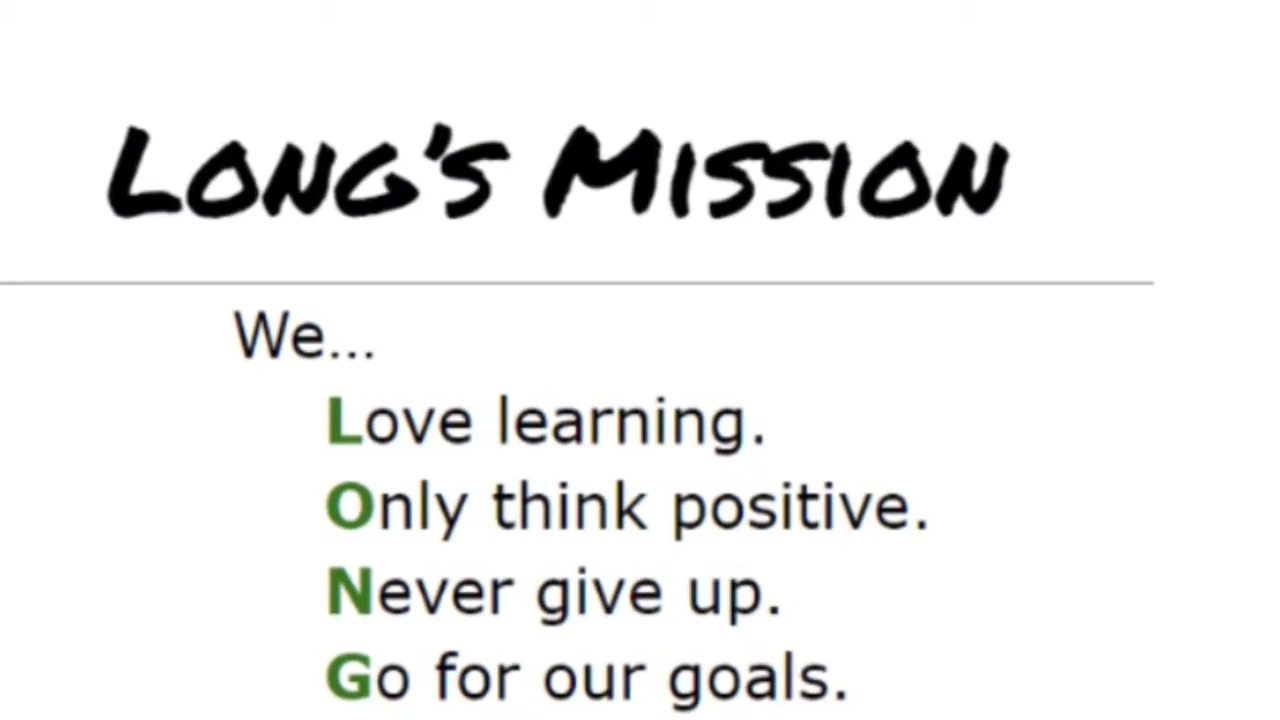 Long's Mission
We...
Love learning.
Only think positive.
Never give up.
Go for our goals.